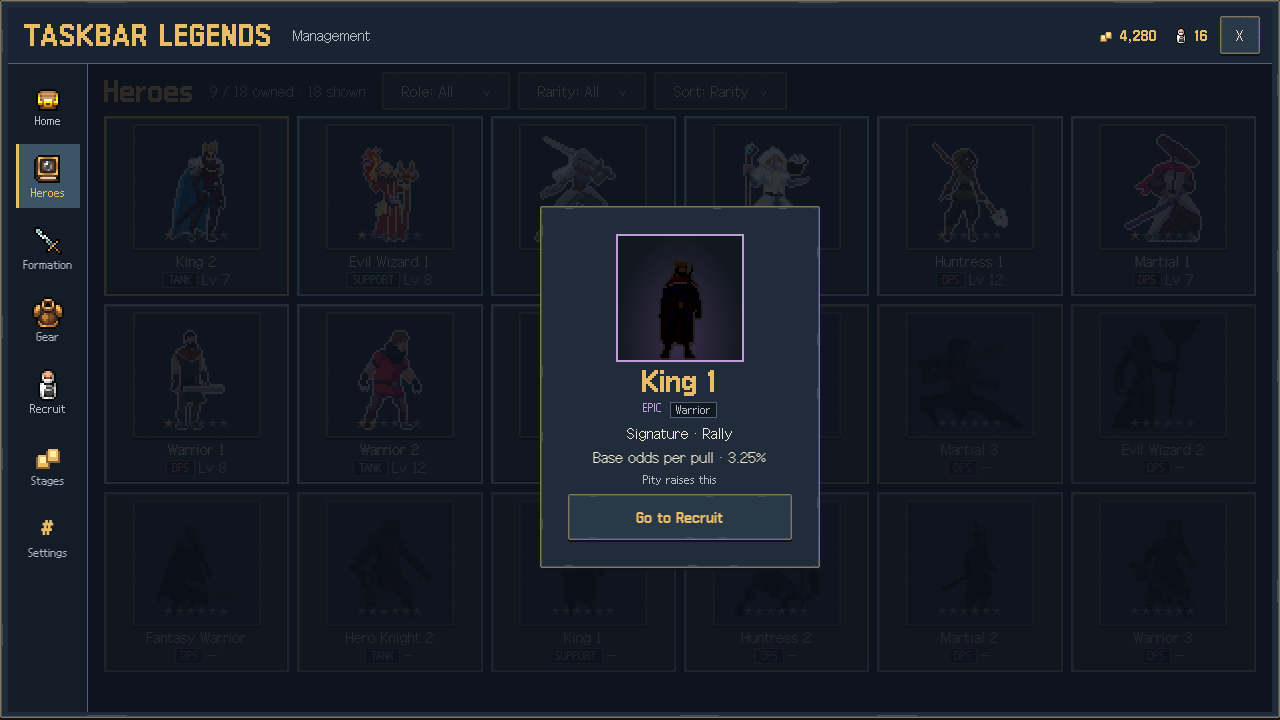 TASKBAR LEGENDS Management 4,280 16 X
Home
Heroes
Formation
Gear
Recruit
Stages
#
Settings
Heroes 9 / 18 owned · 18 shown Role: All Rarity: All Sort: Rarity
King 2
TANK Lv 7
Evil Wizard 1
SUPPORT Lv 8
Huntress 1
DPS Lv 12
Martial 1
DPS Lv 7
Warrior 1
DPS Lv 8
Warrior 2
TANK Lv 12
Martial 3
DPS —
Evil Wizard 2
DPS —
Fantasy Warrior
DPS —
Hero Knight 2
TANK —
King 1
SUPPORT —
Huntress 2
DPS —
Martial 2
DPS —
Warrior 3
DPS —
King 1
EPIC Warrior
Signature · Rally
Base odds per pull · 3.25%
Pity raises this
Go to Recruit